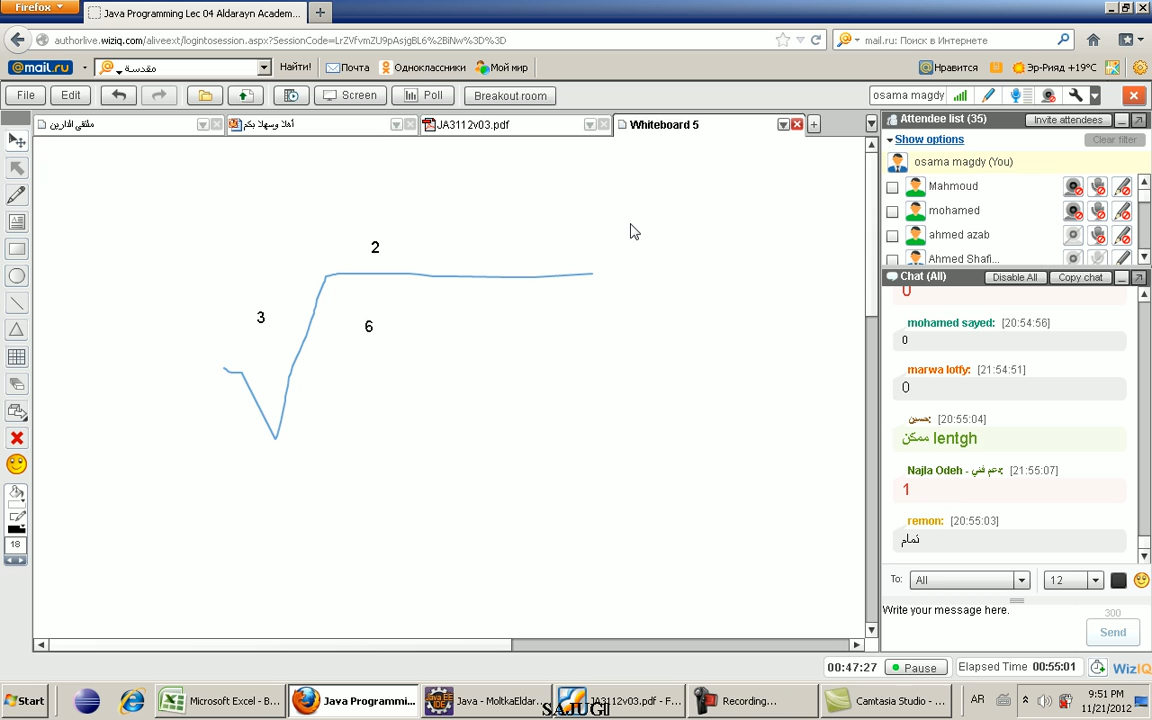 Firefox
Java Programming Lec 04 Aldarayn Academ...
authorlive.wiziq.com/aliveext/logintosession.aspx?SessionCode=LrZVfvmZU9pAsjgBL6%2BiNw%3D%3D
mail.ru: Поиск в Интернете
@mail.ru
مقدسة
Найти!
Почта
Одноклассники
Мой мир
Нравится
Эр-Рияд +19°C
File
Edit
Screen
Poll
Breakout room
osama magdy
ملتقى الدارين
أهلا وسهلا بكم
JA3112v03.pdf
Whiteboard 5
Attendee list (35)
Invite attendees
Show options
Clear filter
osama magdy (You)
Mahmoud
mohamed
ahmed azab
Ahmed Shafi...
2
3
6
Chat (All)
Disable All
Copy chat
0
mohamed sayed: [20:54:56]
0
marwa lotfy: [21:54:51]
0
حسين: [20:55:04]
ممكن lentgh
Najla Odeh - دعم فني: [21:55:07]
1
remon: [20:55:03]
تمام
To:
All
12
Write your message here.
300
Send
18
00:47:27
Pause
Elapsed Time 00:55:01
WizIQ
Start
Microsoft Excel - B...
Java Programmi...
Java - MoltkaEldar...
JA3112v03.pdf - F...
Recording...
Camtasia Studio - ...
AR
9:51 PM
11/21/2012